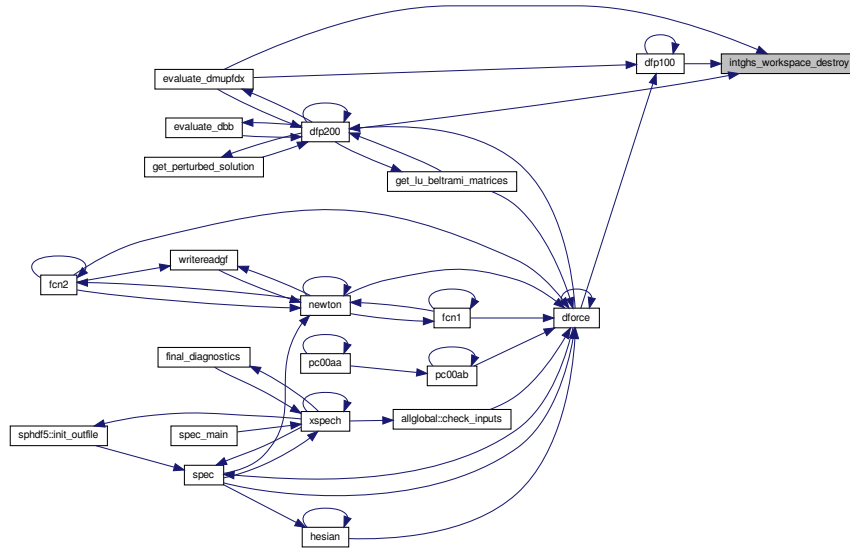 evaluate_dmupfdx
dfp100
intghs_workspace_destroy
evaluate_dbb
dfp200
get_perturbed_solution
get_lu_beltrami_matrices
writereadgf
fcn2
newton
fcn1
dforce
final_diagnostics
pc00aa
pc00ab
sphdf5::init_outfile
spec_main
xspech
allglobal::check_inputs
spec
hesian